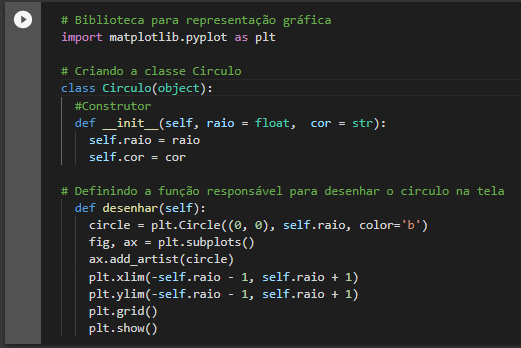 # Biblioteca para representação gráfica
import matplotlib.pyplot as plt
# Criando a classe Circulo
class Circulo(object):
  #Construtor
  def __init__(self, raio = float,  cor = str):
    self.raio = raio
    self.cor = cor
# Definindo a função responsável para desenhar o circulo na tela
  def desenhar(self):
    circle = plt.Circle((0, 0), self.raio, color='b')
    fig, ax = plt.subplots()
    ax.add_artist(circle)
    plt.xlim(-self.raio - 1, self.raio + 1)
    plt.ylim(-self.raio - 1, self.raio + 1)
    plt.grid()
    plt.show()